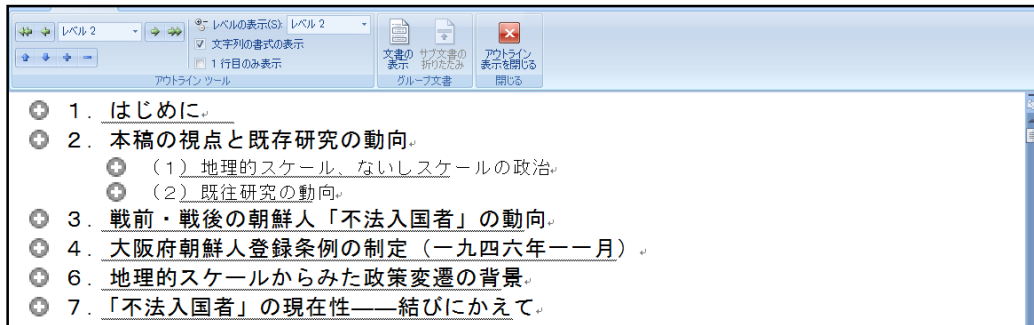 レベル 2
レベルの表示(S): レベル 2
文字列の書式の表示
1 行目のみ表示
アウトライン ツール
文書の表示
サブ文書の折りたたみ
グループ文書
アウトライン表示を閉じる
閉じる
1. はじめに
2. 本稿の視点と既存研究の動向
(1) 地理的スケール、ないしスケールの政治
(2) 既往研究の動向
3. 戦前・戦後の朝鮮人「不法入国者」の動向
4. 大阪府朝鮮人登録条例の制定(一九四六年一一月)
6. 地理的スケールからみた政策変遷の背景
7. 「不法入国者」の現在性――結びにかえて